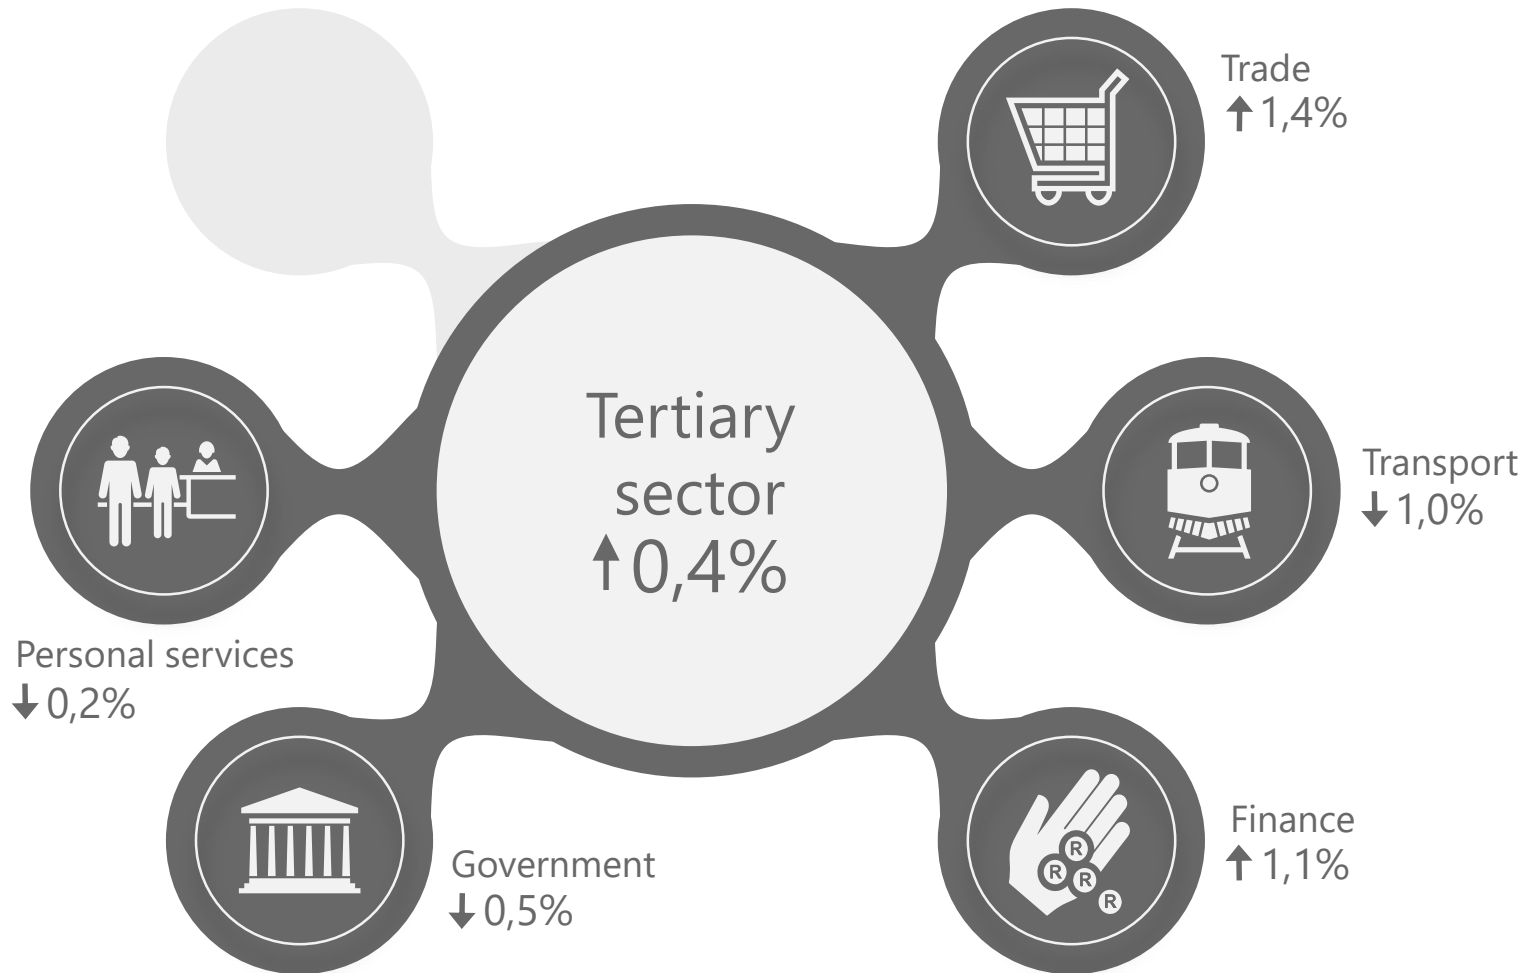 Trade
↑ 1,4%
Tertiary
sector
↑ 0,4%
Transport
↓ 1,0%
Personal services
↓ 0,2%
Finance
↑ 1,1%
Government
↓ 0,5%
R
R
R
R